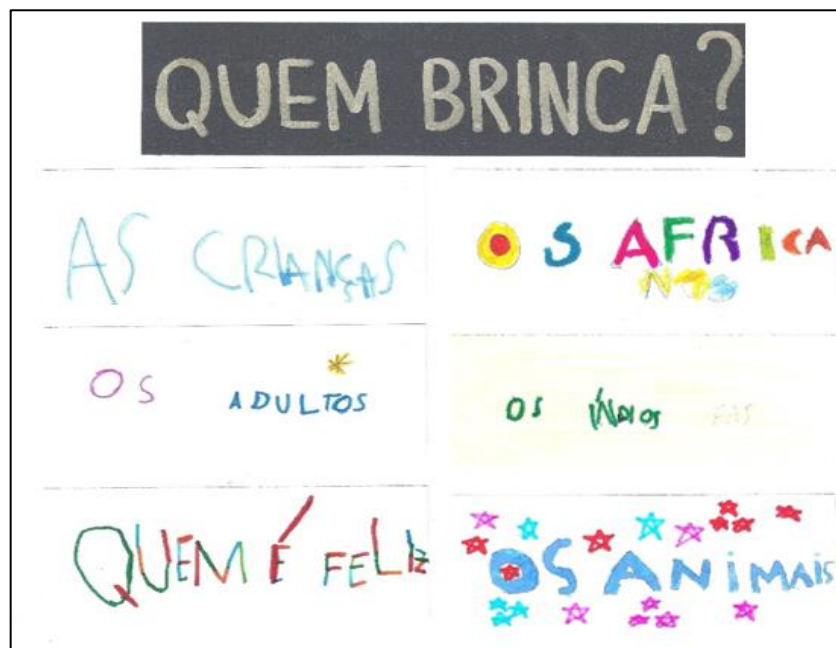 QUEM BRINCA?
AS CRIANÇAS
OS AFRICA
NOS
OS ADULTOS
OS ÍNDIOS
QUEM É FELIZ
OS ANIMAIS